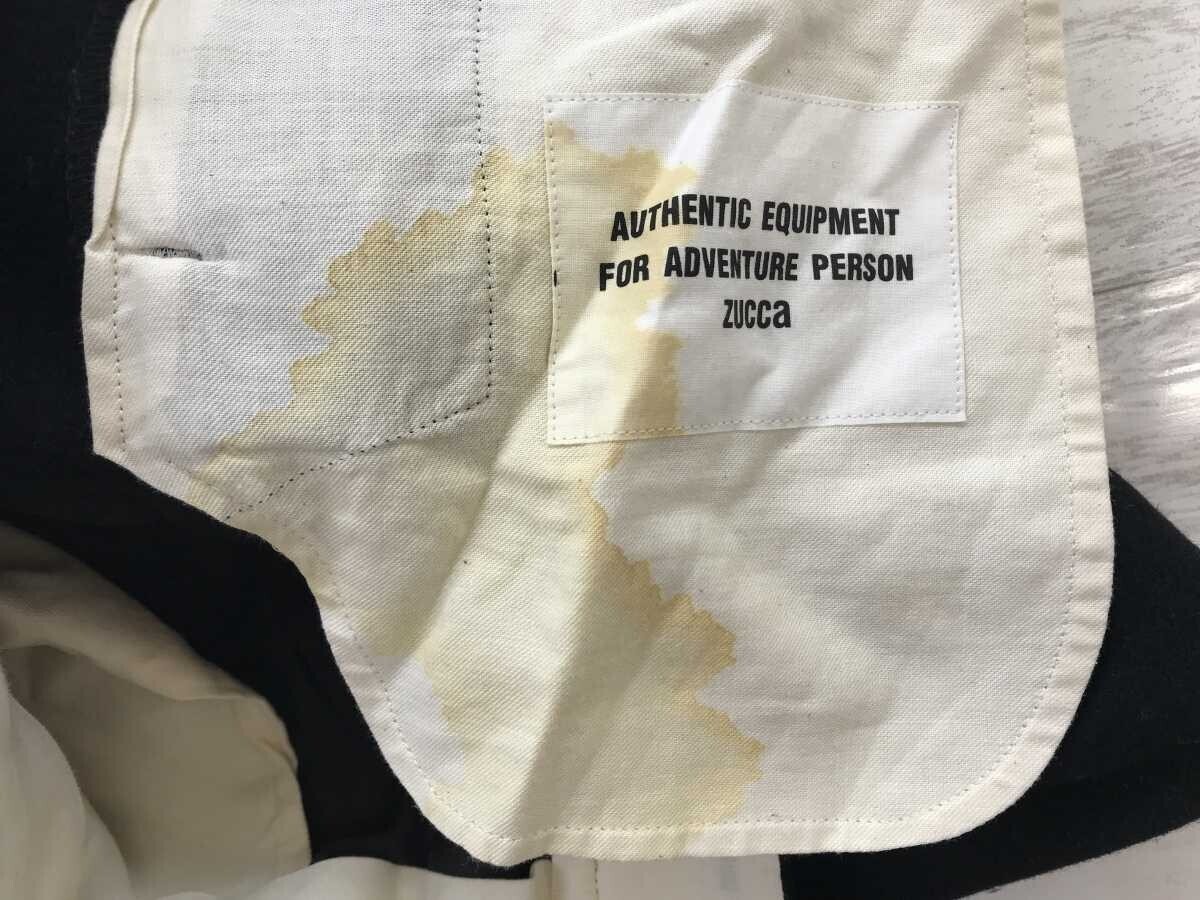 AUTHENTIC EQUIPMENT
FOR ADVENTURE PERSON
ZUCCa